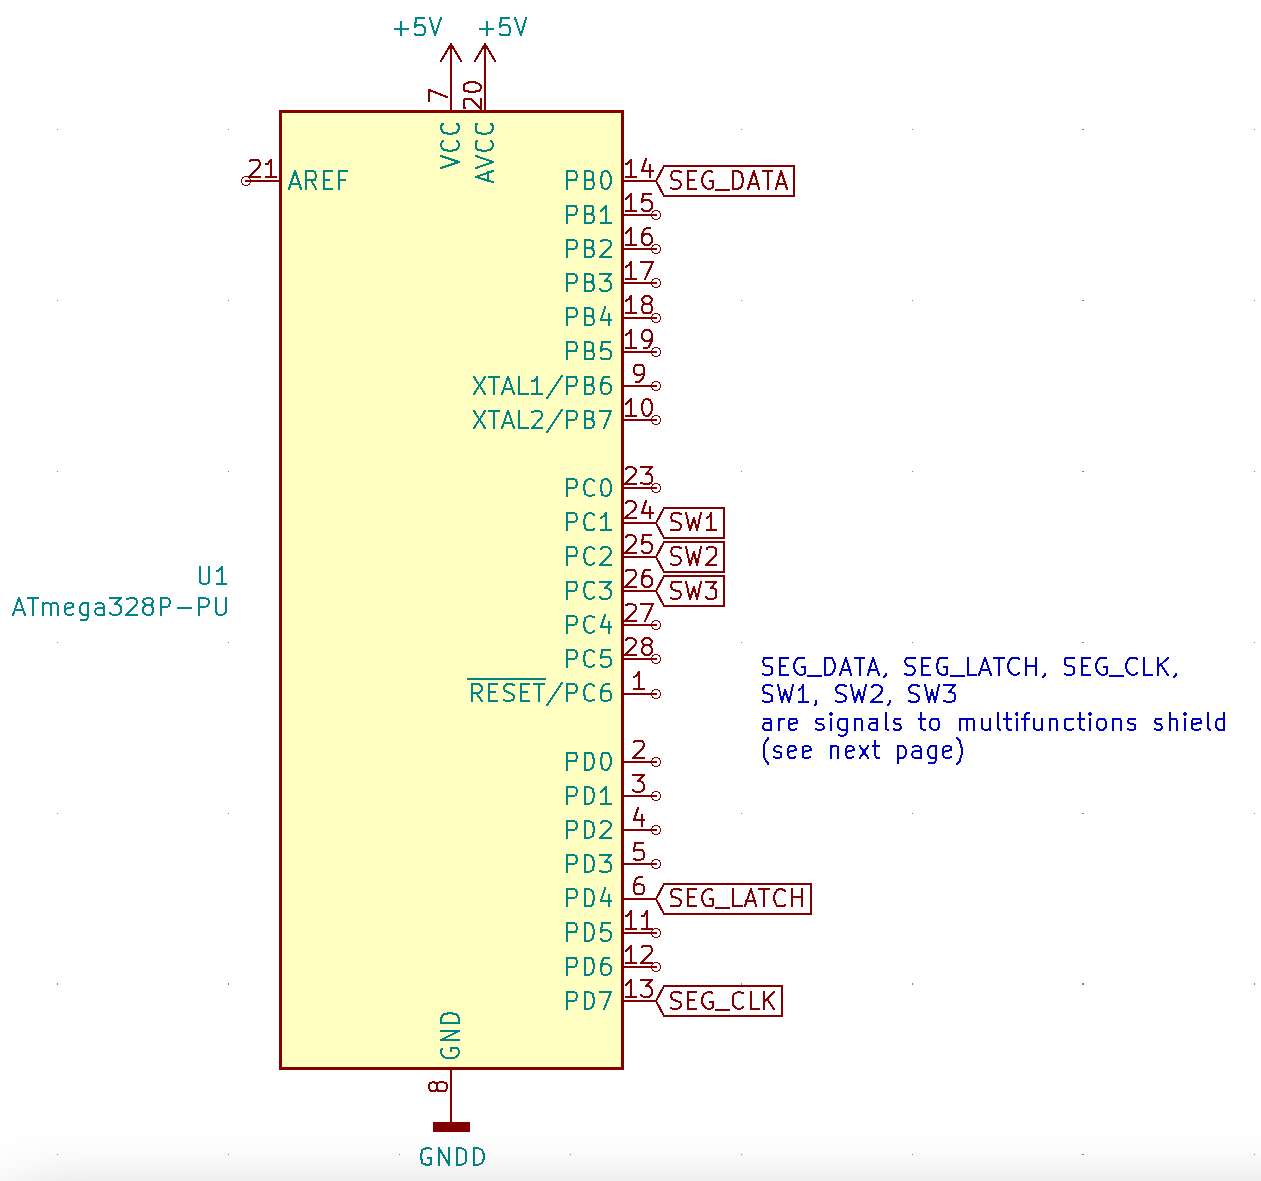 +5V +5V
7 20
VCC AVCC
21 AREF
PB0 14 SEG_DATA
PB1 15
PB2 16
PB3 17
PB4 18
PB5 19
XTAL1/PB6 9
XTAL2/PB7 10
PC0 23
PC1 24 SW1
PC2 25 SW2
PC3 26 SW3
PC4 27
PC5 28
RESET/PC6 1
U1
ATmega328P-PU
SEG_DATA, SEG_LATCH, SEG_CLK,
SW1, SW2, SW3
are signals to multifunctions shield
(see next page)
PD0 2
PD1 3
PD2 4
PD3 5
PD4 6 SEG_LATCH
PD5 11
PD6 12
PD7 13 SEG_CLK
GND
8
GNDD